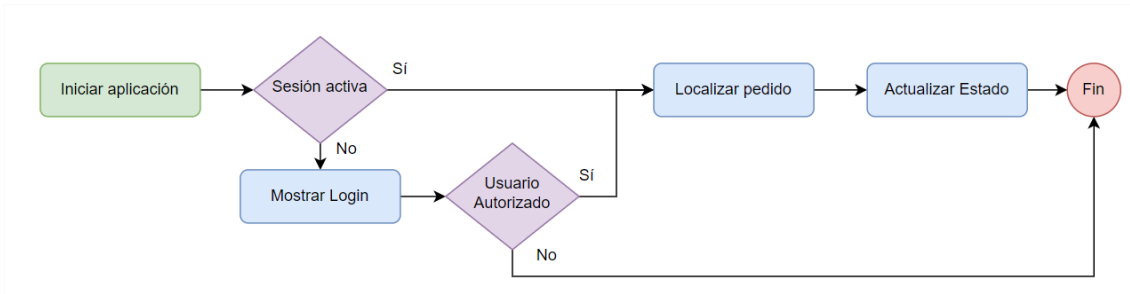 Iniciar aplicación
Sesión activa
Sí
Localizar pedido
Actualizar Estado
Fin
No
Mostrar Login
Usuario
Autorizado
Sí
No